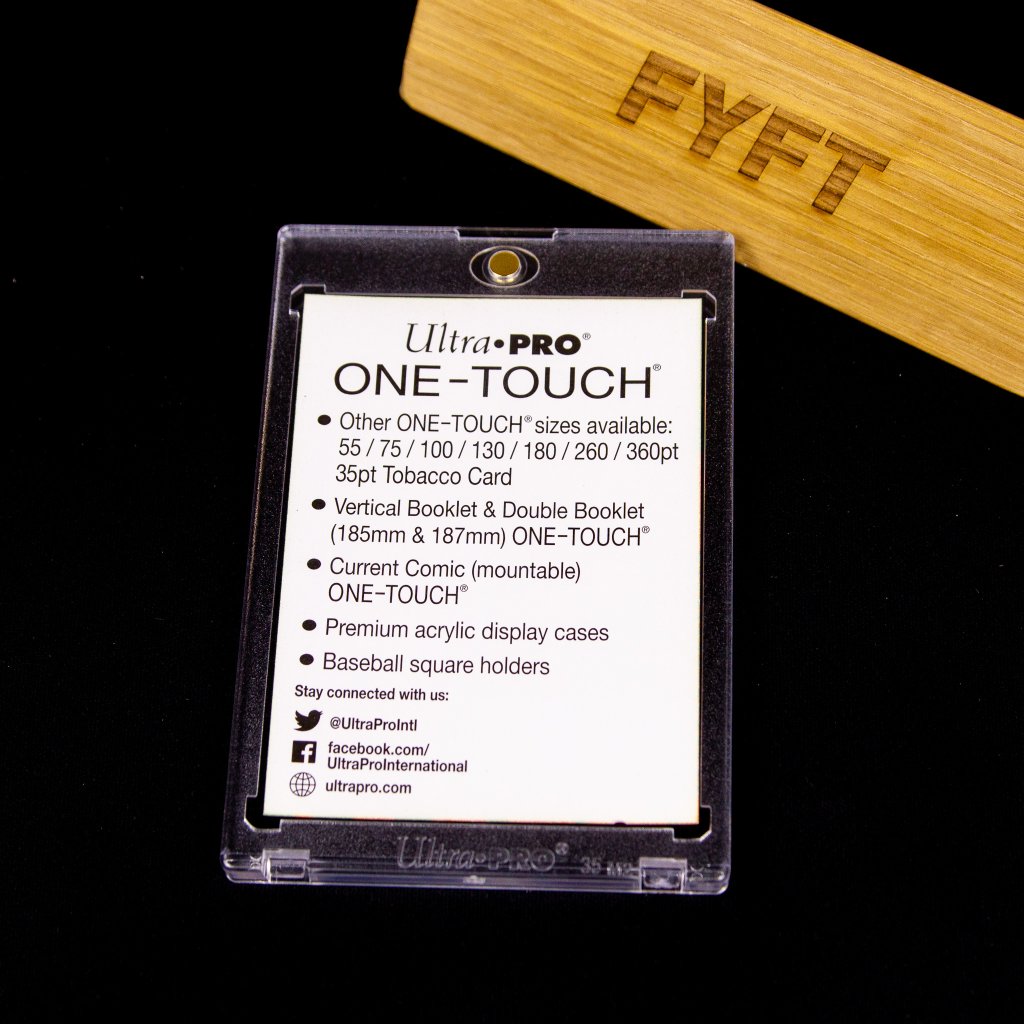 FYFT
Ultra•PRO®
ONE-TOUCH®
• Other ONE-TOUCH® sizes available:
55 / 75 / 100 / 130 / 180 / 260 / 360pt
35pt Tobacco Card
• Vertical Booklet & Double Booklet
(185mm & 187mm) ONE-TOUCH®
• Current Comic (mountable)
ONE-TOUCH®
• Premium acrylic display cases
• Baseball square holders
Stay connected with us:
@UltraProIntl
facebook.com/
UltraProInternational
ultrapro.com
Ultra•PRO® 35